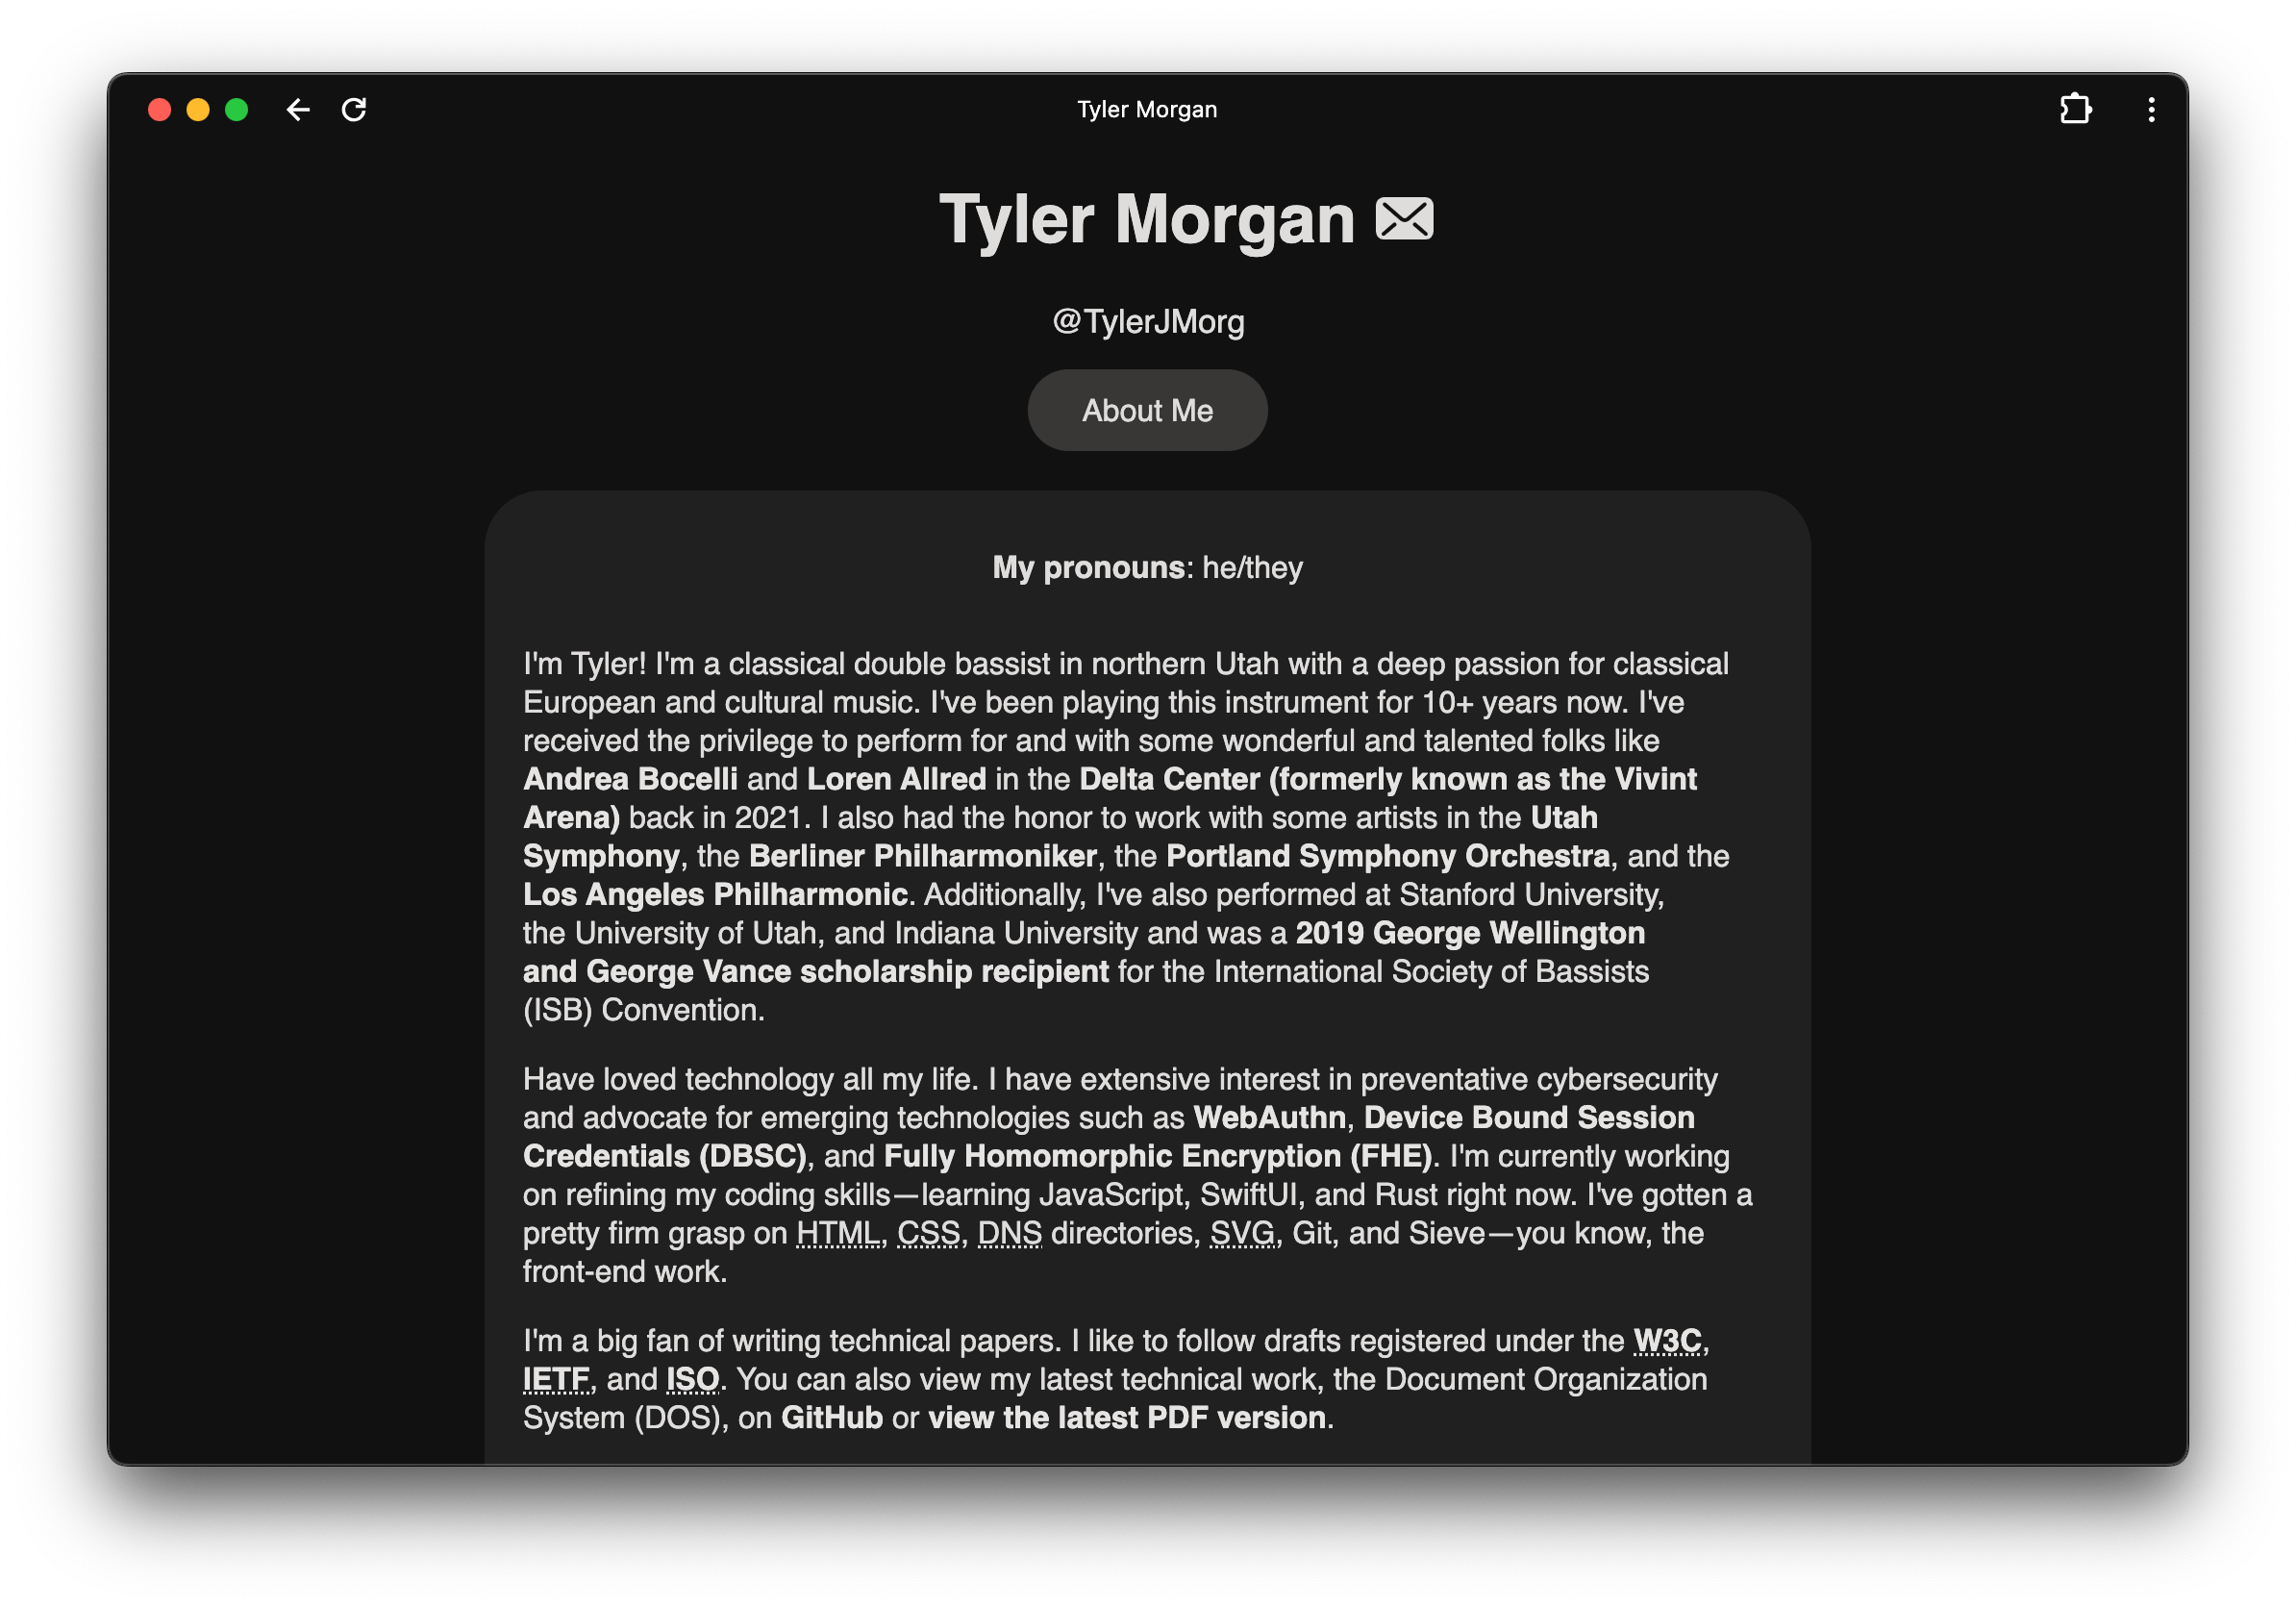 Tyler Morgan
Tyler Morgan
@TylerJMorg
About Me
My pronouns: he/they
I'm Tyler! I'm a classical double bassist in northern Utah with a deep passion for classical
European and cultural music. I've been playing this instrument for 10+ years now. I've
received the privilege to perform for and with some wonderful and talented folks like
Andrea Bocelli and Loren Allred in the Delta Center (formerly known as the Vivint
Arena) back in 2021. I also had the honor to work with some artists in the Utah
Symphony, the Berliner Philharmoniker, the Portland Symphony Orchestra, and the
Los Angeles Philharmonic. Additionally, I've also performed at Stanford University,
the University of Utah, and Indiana University and was a 2019 George Wellington
and George Vance scholarship recipient for the International Society of Bassists
(ISB) Convention.
Have loved technology all my life. I have extensive interest in preventative cybersecurity
and advocate for emerging technologies such as WebAuthn, Device Bound Session
Credentials (DBSC), and Fully Homomorphic Encryption (FHE). I'm currently working
on refining my coding skills—learning JavaScript, SwiftUI, and Rust right now. I've gotten a
pretty firm grasp on HTML, CSS, DNS directories, SVG, Git, and Sieve—you know, the
front-end work.
I'm a big fan of writing technical papers. I like to follow drafts registered under the W3C,
IETF, and ISO. You can also view my latest technical work, the Document Organization
System (DOS), on GitHub or view the latest PDF version.